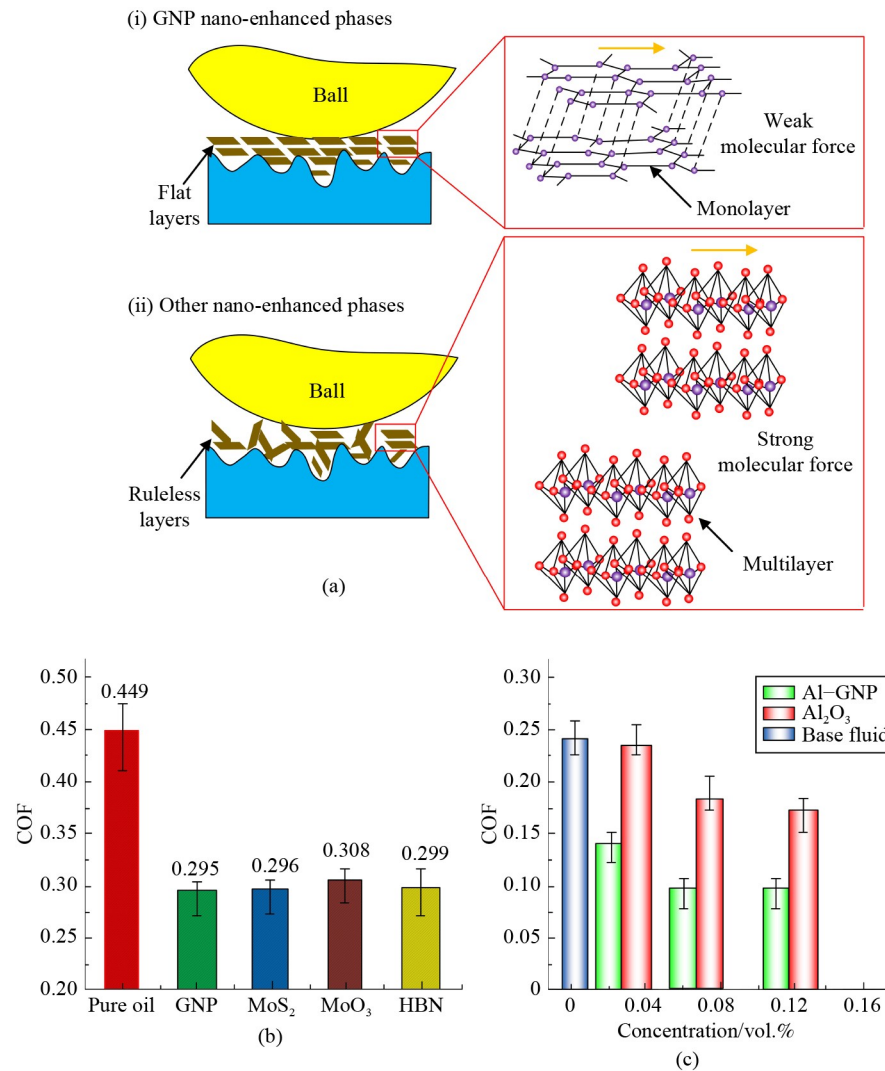 (i) GNP nano-enhanced phases
Ball
Flat
layers
Weak
molecular force
Monolayer
(ii) Other nano-enhanced phases
Ball
Ruleless
layers
Strong
molecular force
Multilayer
(a)
COF
0.50
0.45
0.40
0.35
0.30
0.25
0.20
0.449
0.295
0.296
0.308
0.299
Pure oil GNP MoS₂ MoO₃ HBN
(b)
COF
0.30
0.25
0.20
0.15
0.10
0.05
0
Al−GNP
Al₂O₃
Base fluid
0 0.04 0.08 0.12 0.16
Concentration/vol.%
(c)